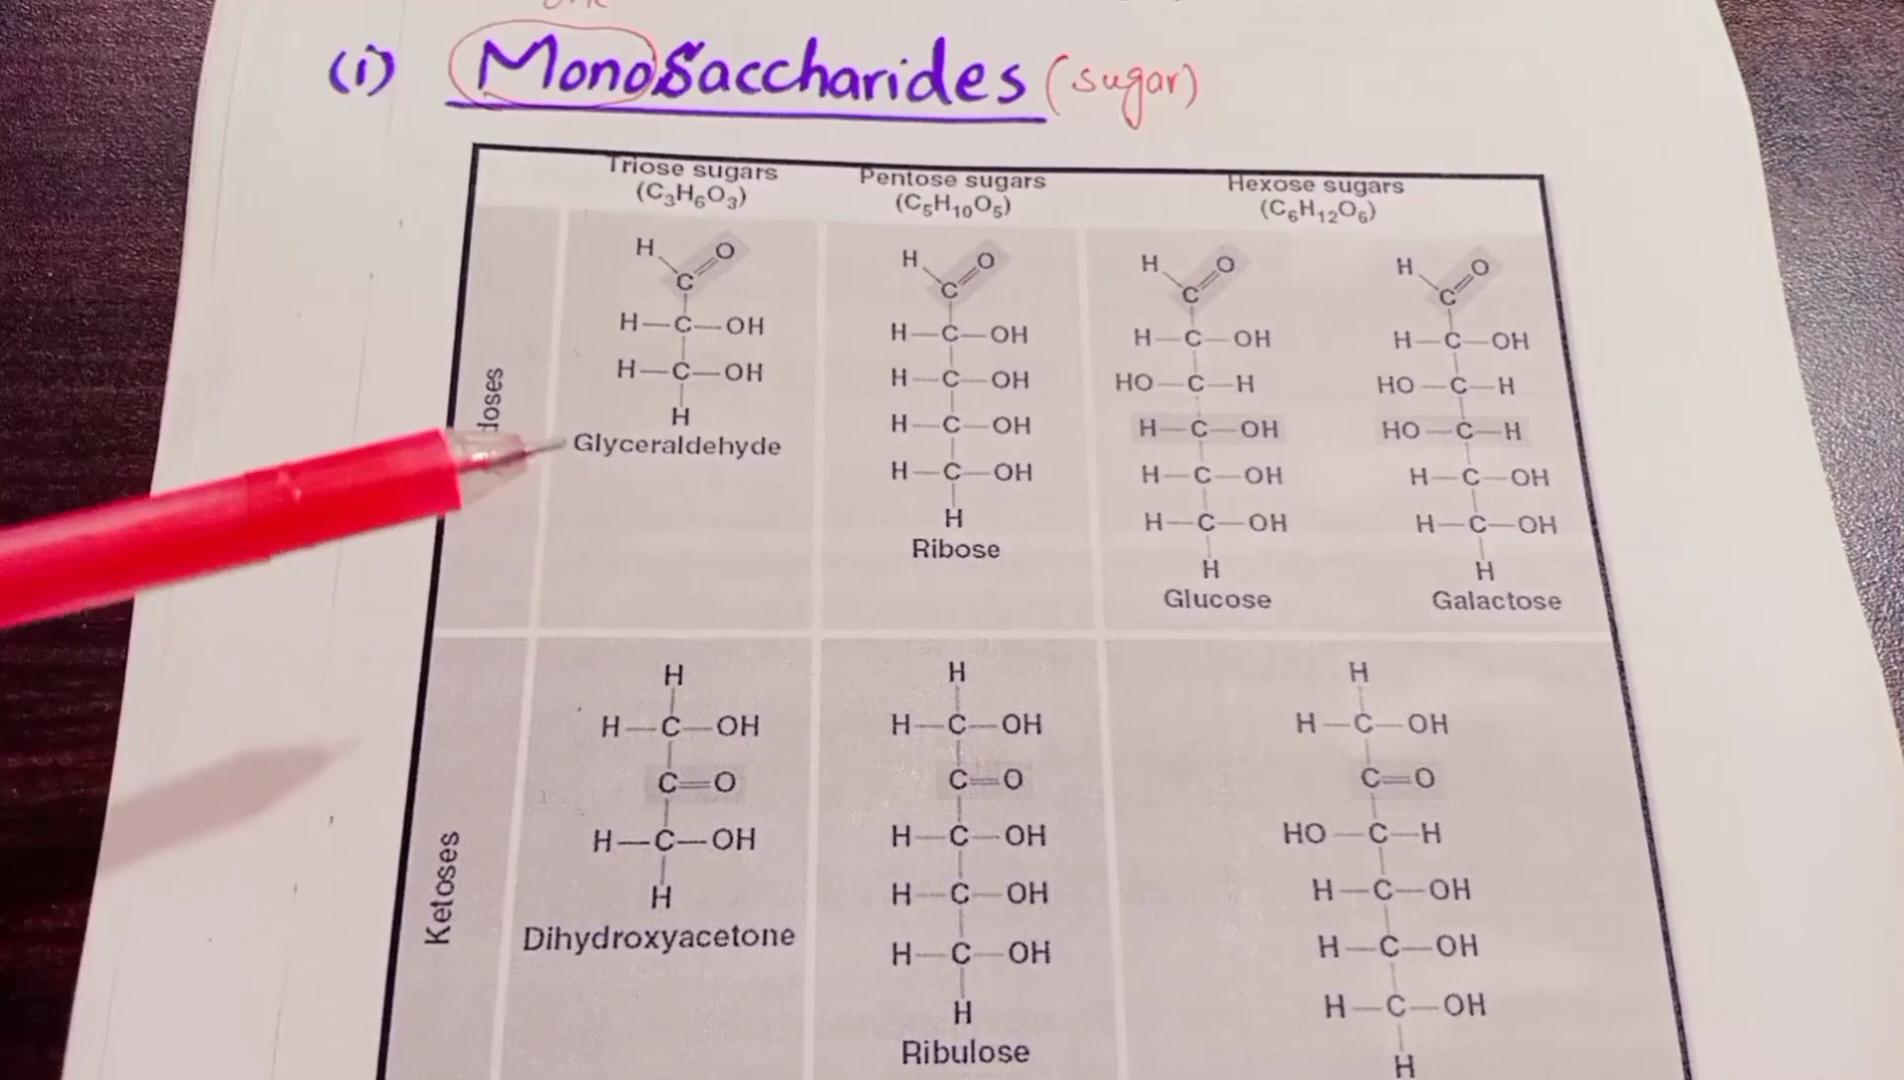 (i) MonoSaccharides (sugar)
Triose sugars
(C₃H₆O₃)
Pentose sugars
(C₅H₁₀O₅)
Hexose sugars
(C₆H₁₂O₆)
doses
H O
C
H—C—OH
H—C—OH
H
Glyceraldehyde
H O
C
H—C—OH
H—C—OH
H—C—OH
H—C—OH
H
Ribose
H O
C
H—C—OH
HO—C—H
H—C—OH
H—C—OH
H—C—OH
H
Glucose
H O
C
H—C—OH
HO—C—H
HO—C—H
H—C—OH
H—C—OH
H
Galactose
Ketoses
H
H—C—OH
C=O
H—C—OH
H
Dihydroxyacetone
H
H—C—OH
C=O
H—C—OH
H—C—OH
H—C—OH
H
Ribulose
H
H—C—OH
C=O
HO—C—H
H—C—OH
H—C—OH
H—C—OH
H